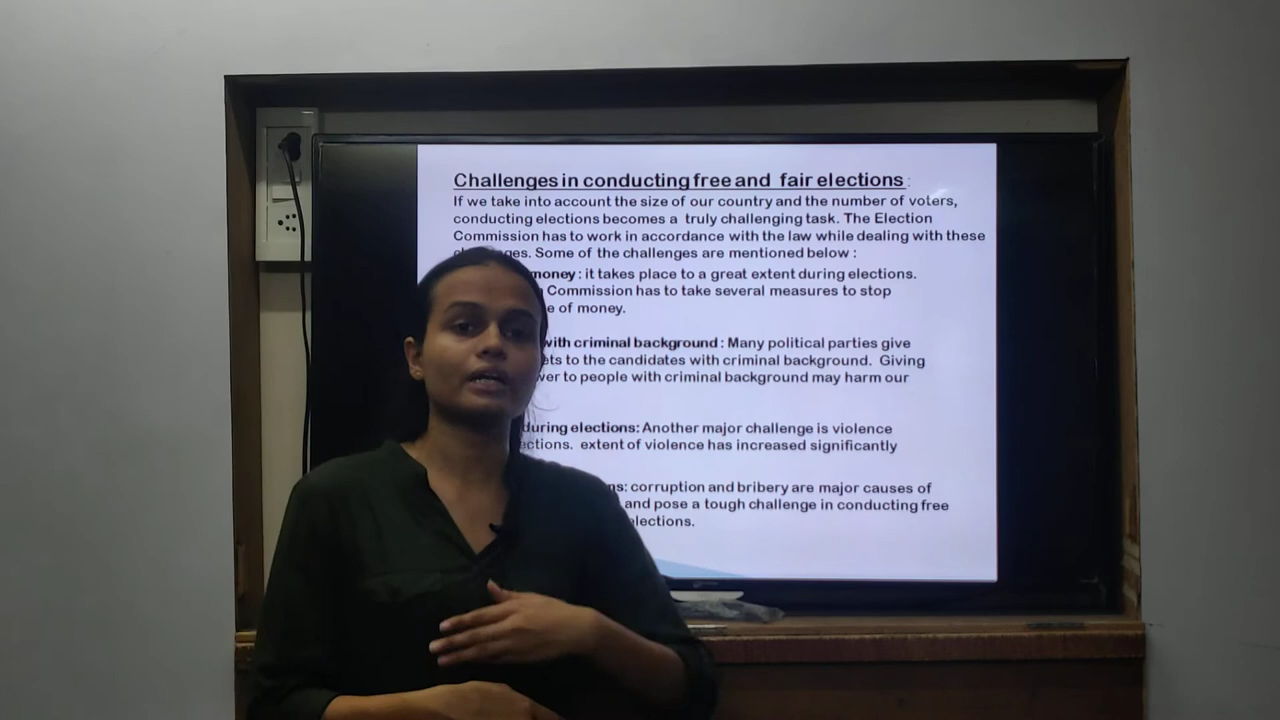 Challenges in conducting free and fair elections :
If we take into account the size of our country and the number of voters,
conducting elections becomes a truly challenging task. The Election
Commission has to work in accordance with the law while dealing with these
Some of the challenges are mentioned below :
money : it takes place to a great extent during elections.
Commission has to take several measures to stop
of money.
with criminal background : Many political parties give
to the candidates with criminal background. Giving
to people with criminal background may harm our
during elections: Another major challenge is violence
extent of violence has increased significantly
corruption and bribery are major causes of
and pose a tough challenge in conducting free
elections.